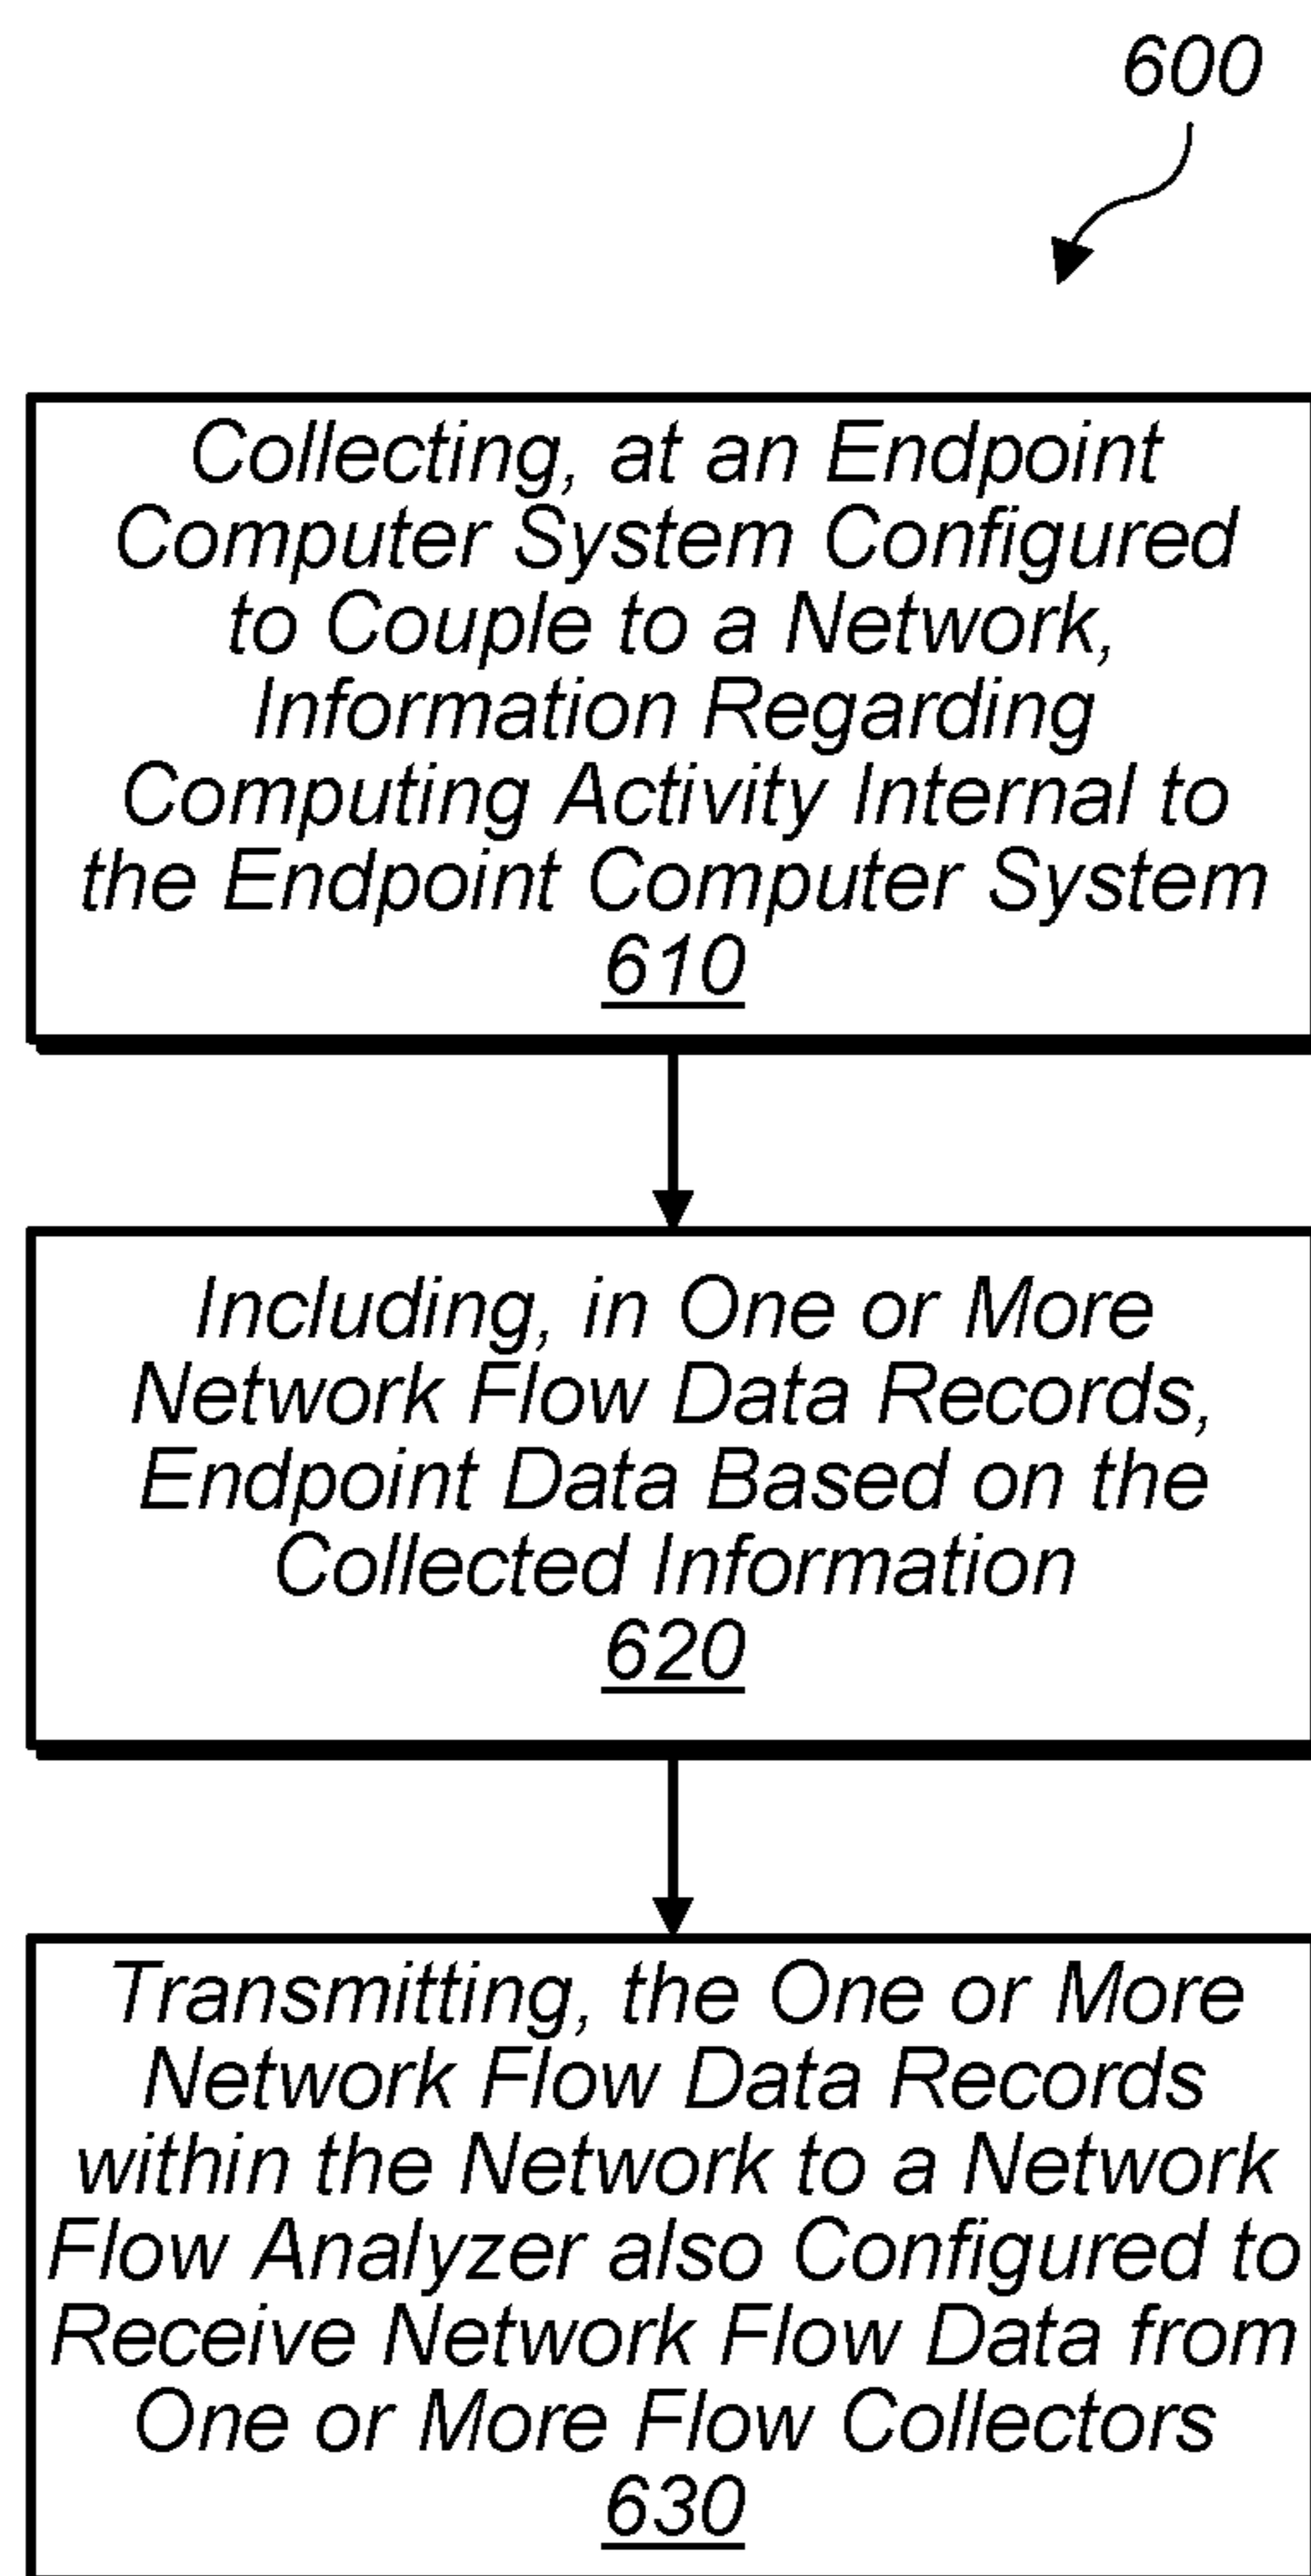 600
Collecting, at an Endpoint
Computer System Configured
to Couple to a Network,
Information Regarding
Computing Activity Internal to
the Endpoint Computer System
610
Including, in One or More
Network Flow Data Records,
Endpoint Data Based on the
Collected Information
620
Transmitting, the One or More
Network Flow Data Records
within the Network to a Network
Flow Analyzer also Configured to
Receive Network Flow Data from
One or More Flow Collectors
630